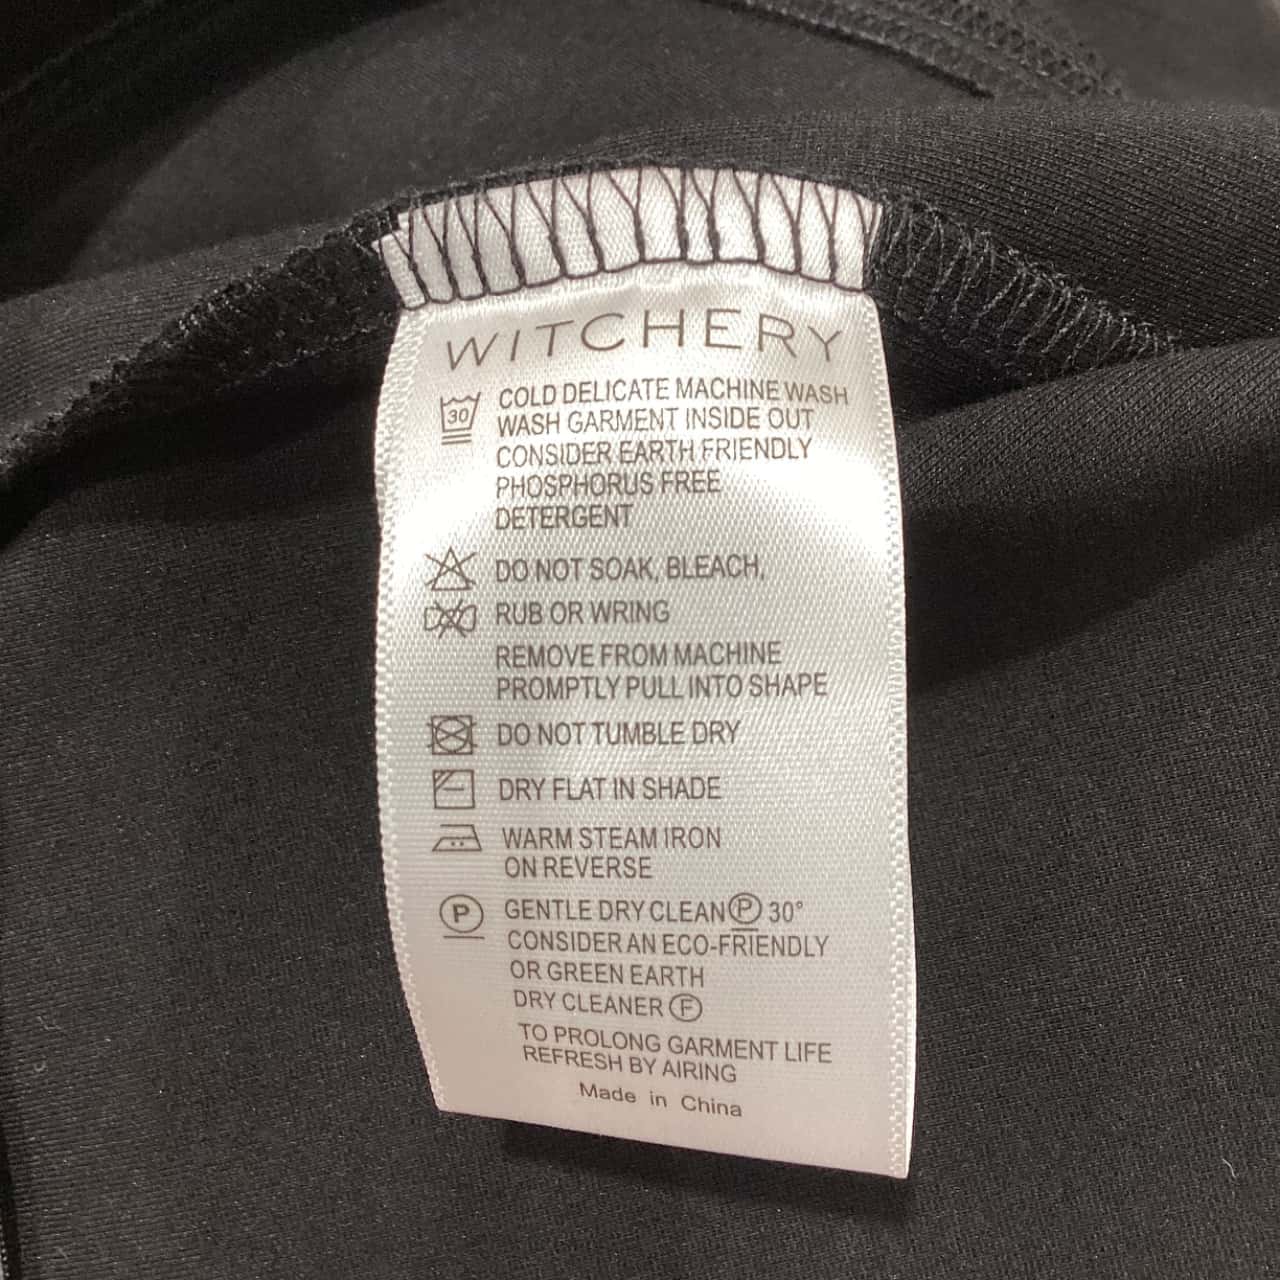 WITCHERY
30 COLD DELICATE MACHINE WASH
WASH GARMENT INSIDE OUT
CONSIDER EARTH FRIENDLY
PHOSPHORUS FREE
DETERGENT
DO NOT SOAK, BLEACH,
RUB OR WRING
REMOVE FROM MACHINE
PROMPTLY PULL INTO SHAPE
DO NOT TUMBLE DRY
DRY FLAT IN SHADE
WARM STEAM IRON
ON REVERSE
P GENTLE DRY CLEAN Ⓟ 30°
CONSIDER AN ECO-FRIENDLY
OR GREEN EARTH
DRY CLEANER Ⓕ
TO PROLONG GARMENT LIFE
REFRESH BY AIRING
Made in China